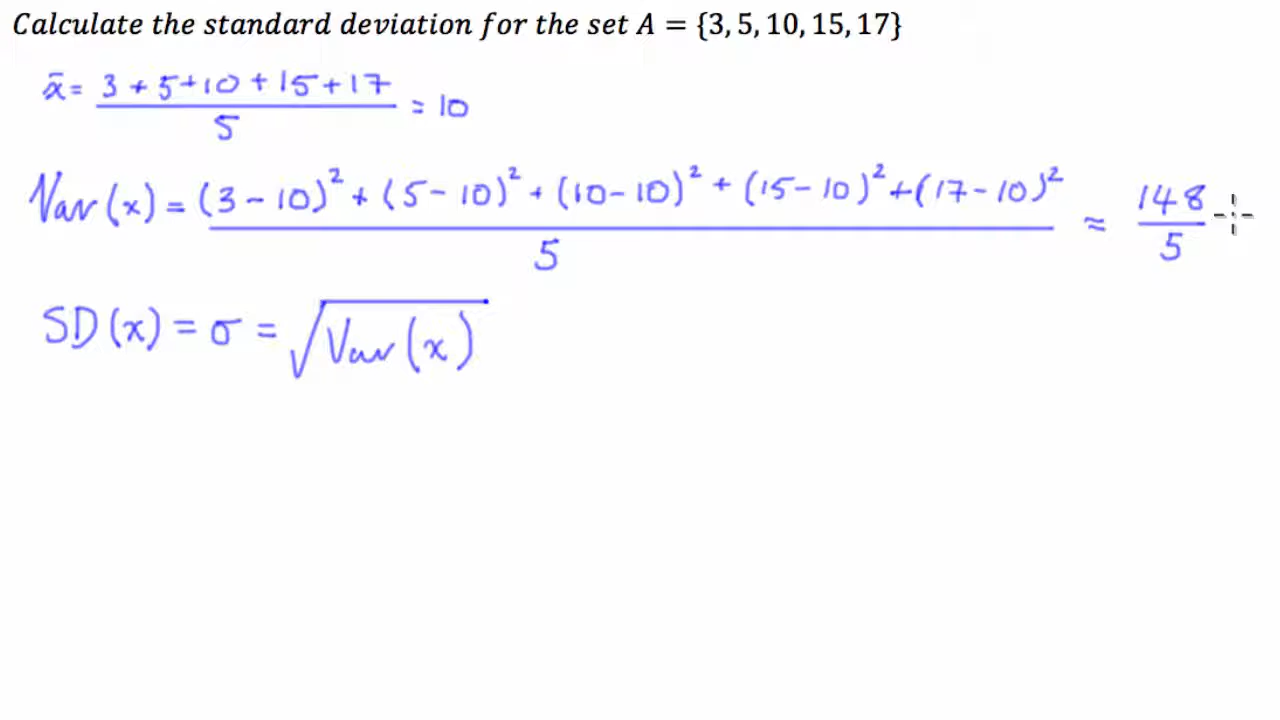 Calculate the standard deviation for the set A = {3, 5, 10, 15, 17}
x̄ = (3 + 5 + 10 + 15 + 17)/5 = 10
Var(x) = ((3 − 10)² + (5 − 10)² + (10 − 10)² + (15 − 10)² + (17 − 10)²)/5 ≈ 148/5
SD(x) = σ = √Var(x)